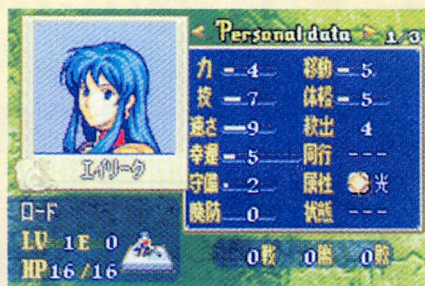 Personal data 1/3
力 4 移動 5
技 7 体格 5
速さ 9 救出 4
幸運 5 同行 ---
守備 2 属性 光
魔防 0 状態 ---
エイリーク
ロード
LV 1 E 0
HP 16/16
0戦 0勝 0敗